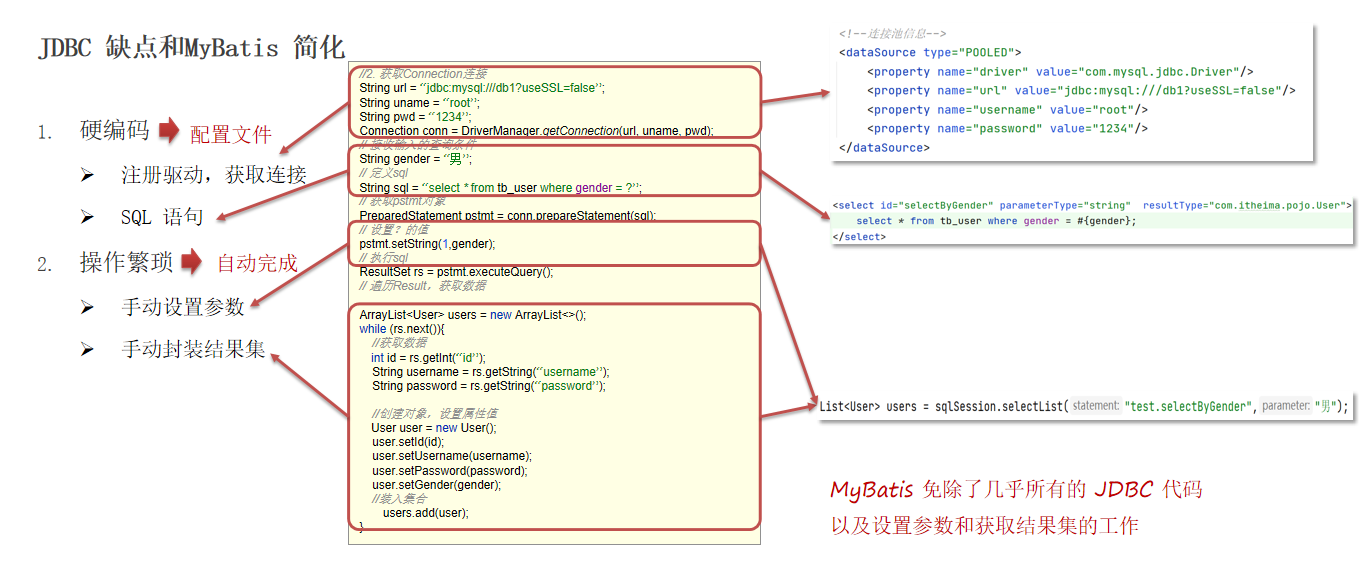 JDBC 缺点和MyBatis 简化
1. 硬编码 配置文件
➢ 注册驱动，获取连接
➢ SQL 语句
2. 操作繁琐 自动完成
➢ 手动设置参数
➢ 手动封装结果集
//2. 获取Connection连接
String url = “jdbc:mysql:///db1?useSSL=false”;
String uname = “root”;
String pwd = “1234”;
Connection conn = DriverManager.getConnection(url, uname, pwd);
// 接收输入的查询条件
String gender = “男”;
// 定义sql
String sql = “select * from tb_user where gender = ?”;
// 获取pstmt对象
PreparedStatement pstmt = conn.prepareStatement(sql);
// 设置？的值
pstmt.setString(1,gender);
// 执行sql
ResultSet rs = pstmt.executeQuery();
// 遍历Result，获取数据
ArrayList<User> users = new ArrayList<>();
while (rs.next()){
//获取数据
int id = rs.getInt(“id”);
String username = rs.getString(“username”);
String password = rs.getString(“password”);
//创建对象，设置属性值
User user = new User();
user.setId(id);
user.setUsername(username);
user.setPassword(password);
user.setGender(gender);
//装入集合
users.add(user);
}
<!--连接池信息-->
<dataSource type="POOLED">
<property name="driver" value="com.mysql.jdbc.Driver"/>
<property name="url" value="jdbc:mysql:///db1?useSSL=false"/>
<property name="username" value="root"/>
<property name="password" value="1234"/>
</dataSource>
<select id="selectByGender" parameterType="string" resultType="com.itheima.pojo.User">
select * from tb_user where gender = #{gender};
</select>
List<User> users = sqlSession.selectList( statement: "test.selectByGender", parameter: "男");
MyBatis 免除了几乎所有的 JDBC 代码
以及设置参数和获取结果集的工作